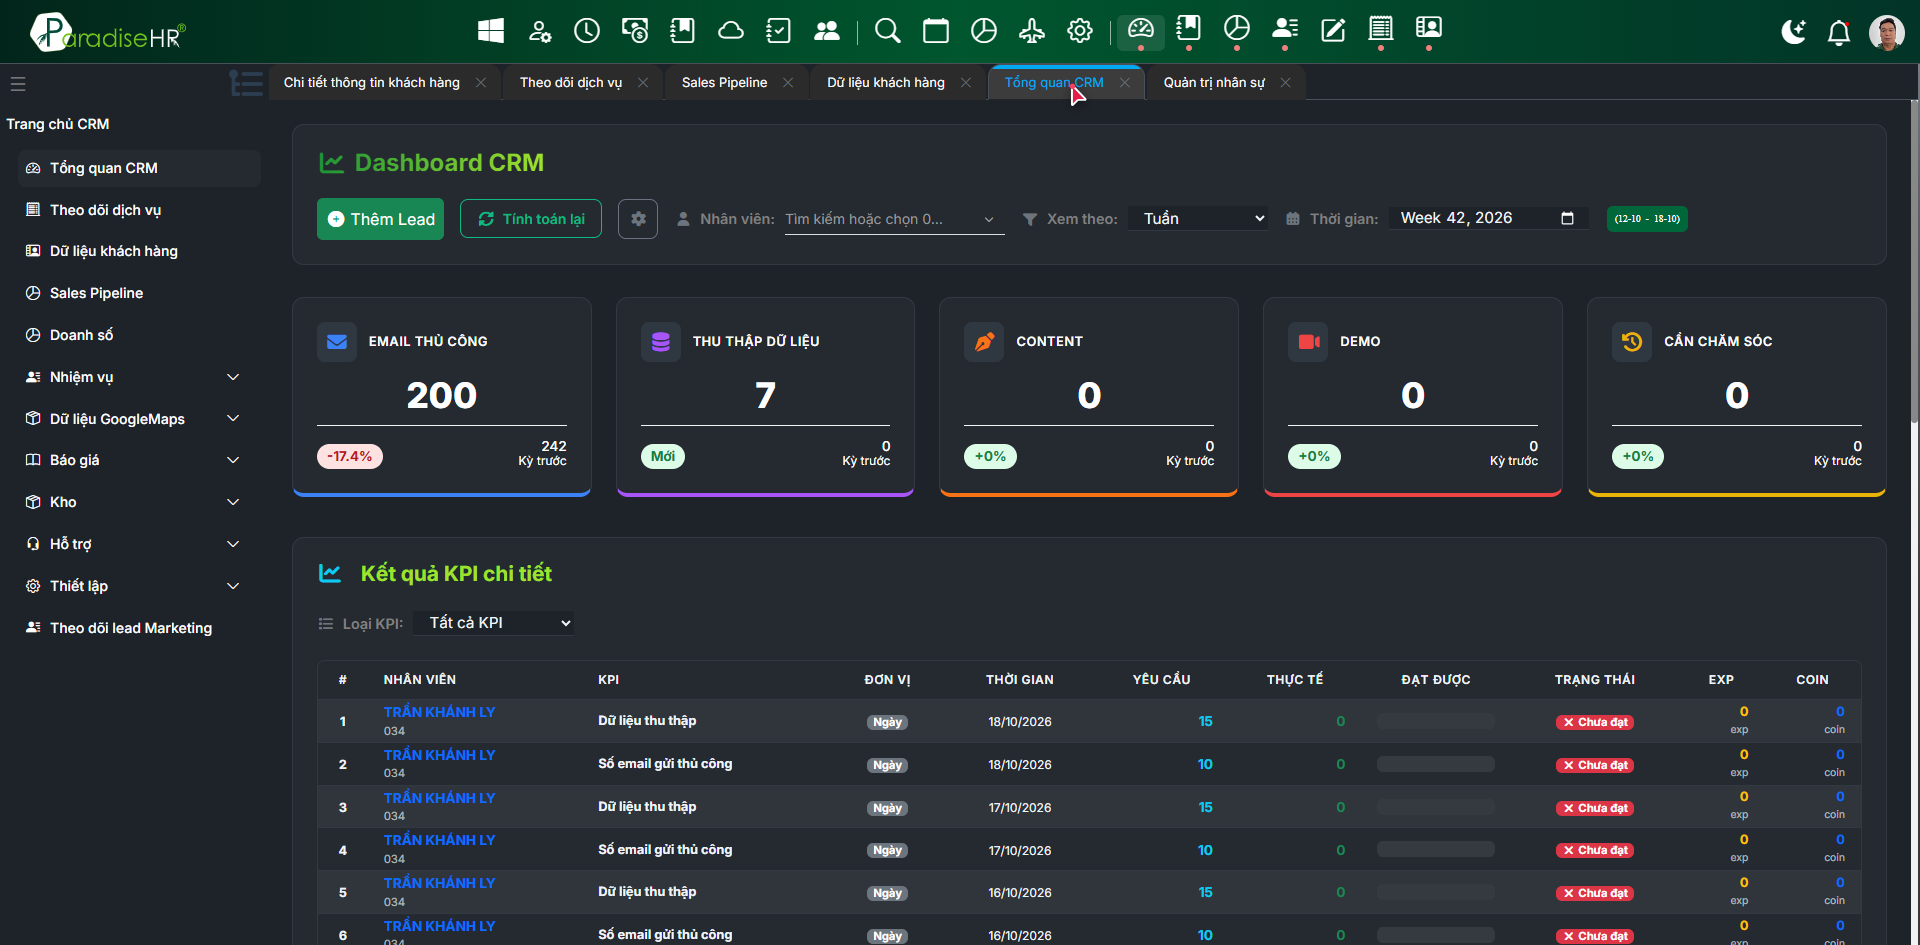 ParadiseHR®
Chi tiết thông tin khách hàng
Theo dõi dịch vụ
Sales Pipeline
Dữ liệu khách hàng
Tổng quan CRM
Quản trị nhân sự
Trang chủ CRM
Tổng quan CRM
Theo dõi dịch vụ
Dữ liệu khách hàng
Sales Pipeline
Doanh số
Nhiệm vụ
Dữ liệu GoogleMaps
Báo giá
Kho
Hỗ trợ
Thiết lập
Theo dõi lead Marketing
Dashboard CRM
Thêm Lead
Tính toán lại
Nhân viên: Tìm kiếm hoặc chọn 0...
Xem theo: Tuần
Thời gian: Week 42, 2026
(12-10 - 18-10)
EMAIL THỦ CÔNG
200
-17.4%
242
Kỳ trước
THU THẬP DỮ LIỆU
7
Mới
0
Kỳ trước
CONTENT
0
+0%
0
Kỳ trước
DEMO
0
+0%
0
Kỳ trước
CẦN CHĂM SÓC
0
+0%
0
Kỳ trước
Kết quả KPI chi tiết
Loại KPI: Tất cả KPI
# NHÂN VIÊN KPI ĐƠN VỊ THỜI GIAN YÊU CẦU THỰC TẾ ĐẠT ĐƯỢC TRẠNG THÁI EXP COIN
1 TRẦN KHÁNH LY Dữ liệu thu thập Ngày 18/10/2026 15 0 Chưa đạt 0 0
034 exp coin
2 TRẦN KHÁNH LY Số email gửi thủ công Ngày 18/10/2026 10 0 Chưa đạt 0 0
034 exp coin
3 TRẦN KHÁNH LY Dữ liệu thu thập Ngày 17/10/2026 15 0 Chưa đạt 0 0
034 exp coin
4 TRẦN KHÁNH LY Số email gửi thủ công Ngày 17/10/2026 10 0 Chưa đạt 0 0
034 exp coin
5 TRẦN KHÁNH LY Dữ liệu thu thập Ngày 16/10/2026 15 0 Chưa đạt 0 0
034 exp coin
6 TRẦN KHÁNH LY Số email gửi thủ công Ngày 16/10/2026 10 0 Chưa đạt 0 0
034 exp coin